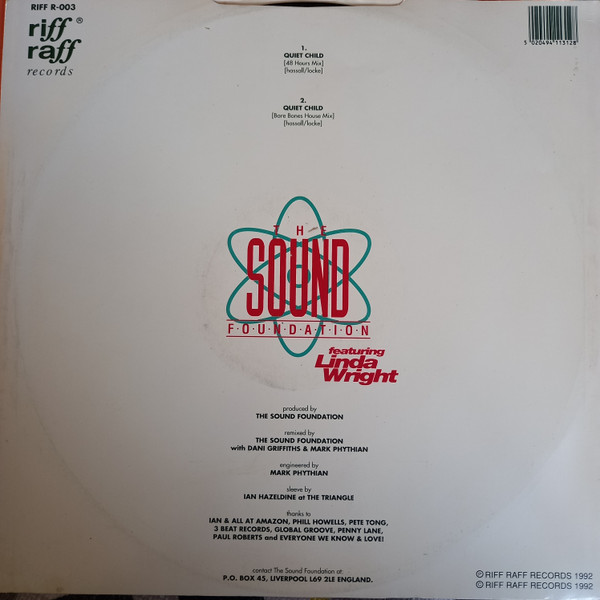 RIFF R-003
riff ®
raff
records
5 020494 113128
1.
QUIET CHILD
[48 Hours Mix]
[hassall/locke]
2.
QUIET CHILD
[Bare Bones House Mix]
[hassall/locke]
THE
SOUND
F·O·U·N·D·A·T·I·O·N
featuring
Linda
Wright
produced by
THE SOUND FOUNDATION
remixed by
THE SOUND FOUNDATION
with DANI GRIFFITHS & MARK PHYTHIAN
engineered by
MARK PHYTHIAN
sleeve by
IAN HAZELDINE at THE TRIANGLE
thanks to
IAN & ALL AT AMAZON, PHILL HOWELLS, PETE TONG,
3 BEAT RECORDS, GLOBAL GROOVE, PENNY LANE,
PAUL ROBERTS and EVERYONE WE KNOW & LOVE!
contact The Sound Foundation at:
P.O. BOX 45, LIVERPOOL L69 2LE ENGLAND.
℗ RIFF RAFF RECORDS 1992
© RIFF RAFF RECORDS 1992